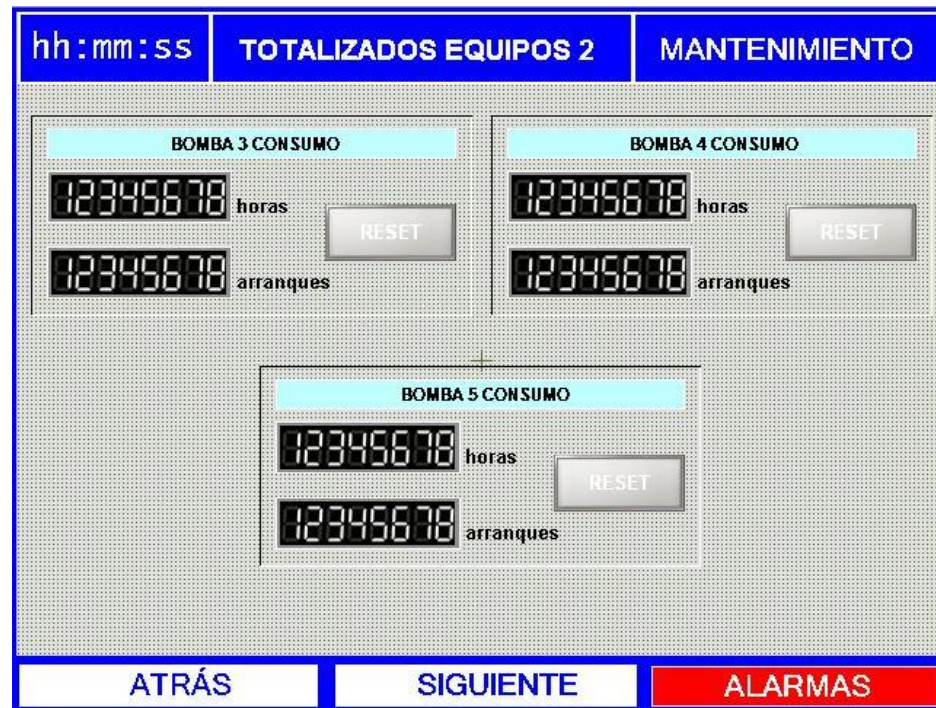 hh:mm:ss TOTALIZADOS EQUIPOS 2 MANTENIMIENTO
BOMBA 3 CONSUMO
12345678 horas
RESET
12345678 arranques
BOMBA 4 CONSUMO
12345678 horas
RESET
12345678 arranques
BOMBA 5 CONSUMO
12345678 horas
RESET
12345678 arranques
ATRÁS SIGUIENTE ALARMAS